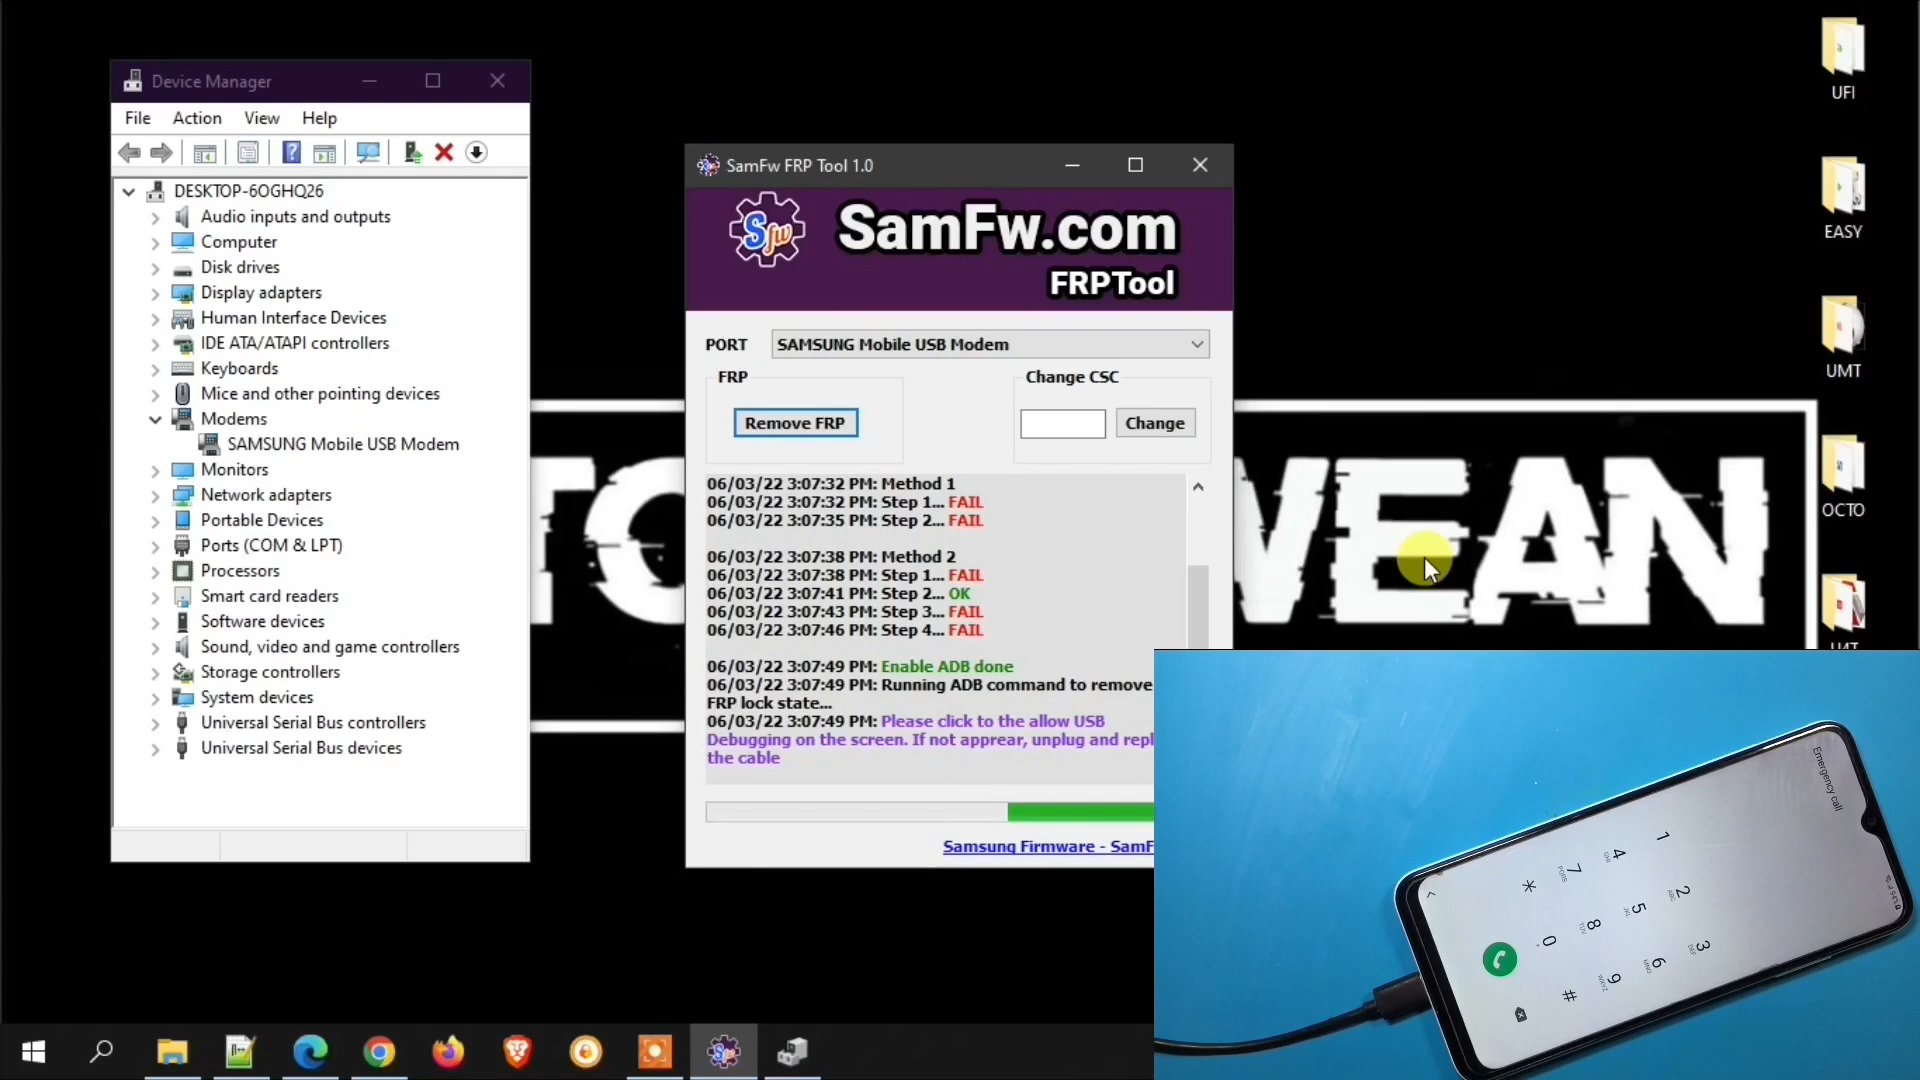 Device Manager
File Action View Help
DESKTOP-6OGHQ26
Audio inputs and outputs
Computer
Disk drives
Display adapters
Human Interface Devices
IDE ATA/ATAPI controllers
Keyboards
Mice and other pointing devices
Modems
SAMSUNG Mobile USB Modem
Monitors
Network adapters
Portable Devices
Ports (COM & LPT)
Processors
Smart card readers
Software devices
Sound, video and game controllers
Storage controllers
System devices
Universal Serial Bus controllers
Universal Serial Bus devices
SamFw FRP Tool 1.0
Sfw
SamFw.com
FRPTool
PORT SAMSUNG Mobile USB Modem
FRP
Remove FRP
Change CSC
Change
06/03/22 3:07:32 PM: Method 1
06/03/22 3:07:32 PM: Step 1... FAIL
06/03/22 3:07:35 PM: Step 2... FAIL
06/03/22 3:07:38 PM: Method 2
06/03/22 3:07:38 PM: Step 1... FAIL
06/03/22 3:07:41 PM: Step 2... OK
06/03/22 3:07:43 PM: Step 3... FAIL
06/03/22 3:07:46 PM: Step 4... FAIL
06/03/22 3:07:49 PM: Enable ADB done
06/03/22 3:07:49 PM: Running ADB command to remove
FRP lock state...
06/03/22 3:07:49 PM: Please click to the allow USB
Debugging on the screen. If not apprear, unplug and repl
the cable
Samsung Firmware - SamF
UFI
EASY
UMT
OCTO
Emergency call
1
2 ABC
3 DEF
4 GHI
5 JKL
6 MNO
7 PQRS
8 TUV
9 WXYZ
*
0 +
#